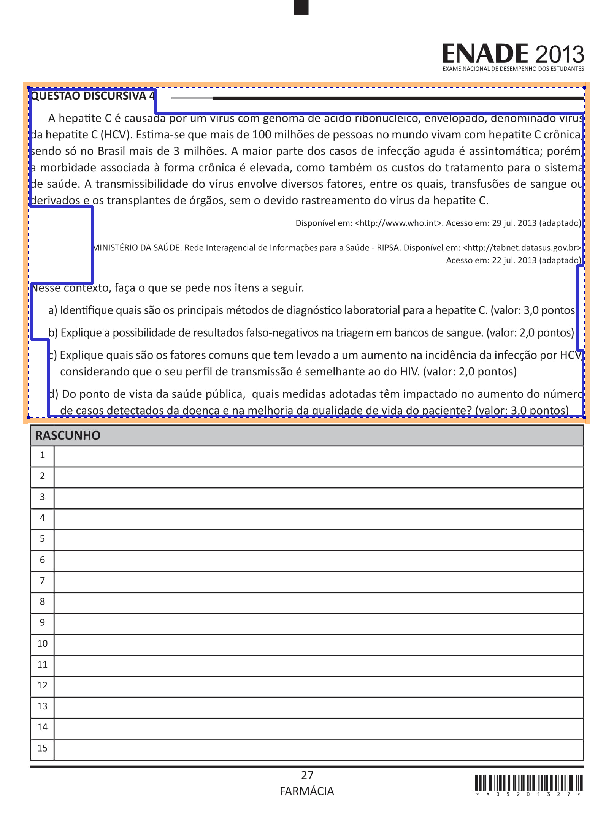 ENADE 2013
EXAME NACIONAL DE DESEMPENHO DOS ESTUDANTES
QUESTÃO DISCURSIVA 4
A hepatite C é causada por um vírus com genoma de ácido ribonucleico, envelopado, denominado vírus
da hepatite C (HCV). Estima-se que mais de 100 milhões de pessoas no mundo vivam com hepatite C crônica,
sendo só no Brasil mais de 3 milhões. A maior parte dos casos de infecção aguda é assintomática; porém,
a morbidade associada à forma crônica é elevada, como também os custos do tratamento para o sistema
de saúde. A transmissibilidade do vírus envolve diversos fatores, entre os quais, transfusões de sangue ou
derivados e os transplantes de órgãos, sem o devido rastreamento do vírus da hepatite C.
Disponível em: <http://www.who.int>. Acesso em: 29 jul. 2013 (adaptado).
MINISTÉRIO DA SAÚDE. Rede Interagencial de Informações para a Saúde - RIPSA. Disponível em: <http://tabnet.datasus.gov.br>.
Acesso em: 22 jul. 2013 (adaptado).
Nesse contexto, faça o que se pede nos itens a seguir.
a) Identifique quais são os principais métodos de diagnóstico laboratorial para a hepatite C. (valor: 3,0 pontos)
b) Explique a possibilidade de resultados falso-negativos na triagem em bancos de sangue. (valor: 2,0 pontos)
c) Explique quais são os fatores comuns que tem levado a um aumento na incidência da infecção por HCV,
considerando que o seu perfil de transmissão é semelhante ao do HIV. (valor: 2,0 pontos)
d) Do ponto de vista da saúde pública, quais medidas adotadas têm impactado no aumento do número
de casos detectados da doença e na melhoria da qualidade de vida do paciente? (valor: 3,0 pontos)
RASCUNHO
1
2
3
4
5
6
7
8
9
10
11
12
13
14
15
27
FARMÁCIA